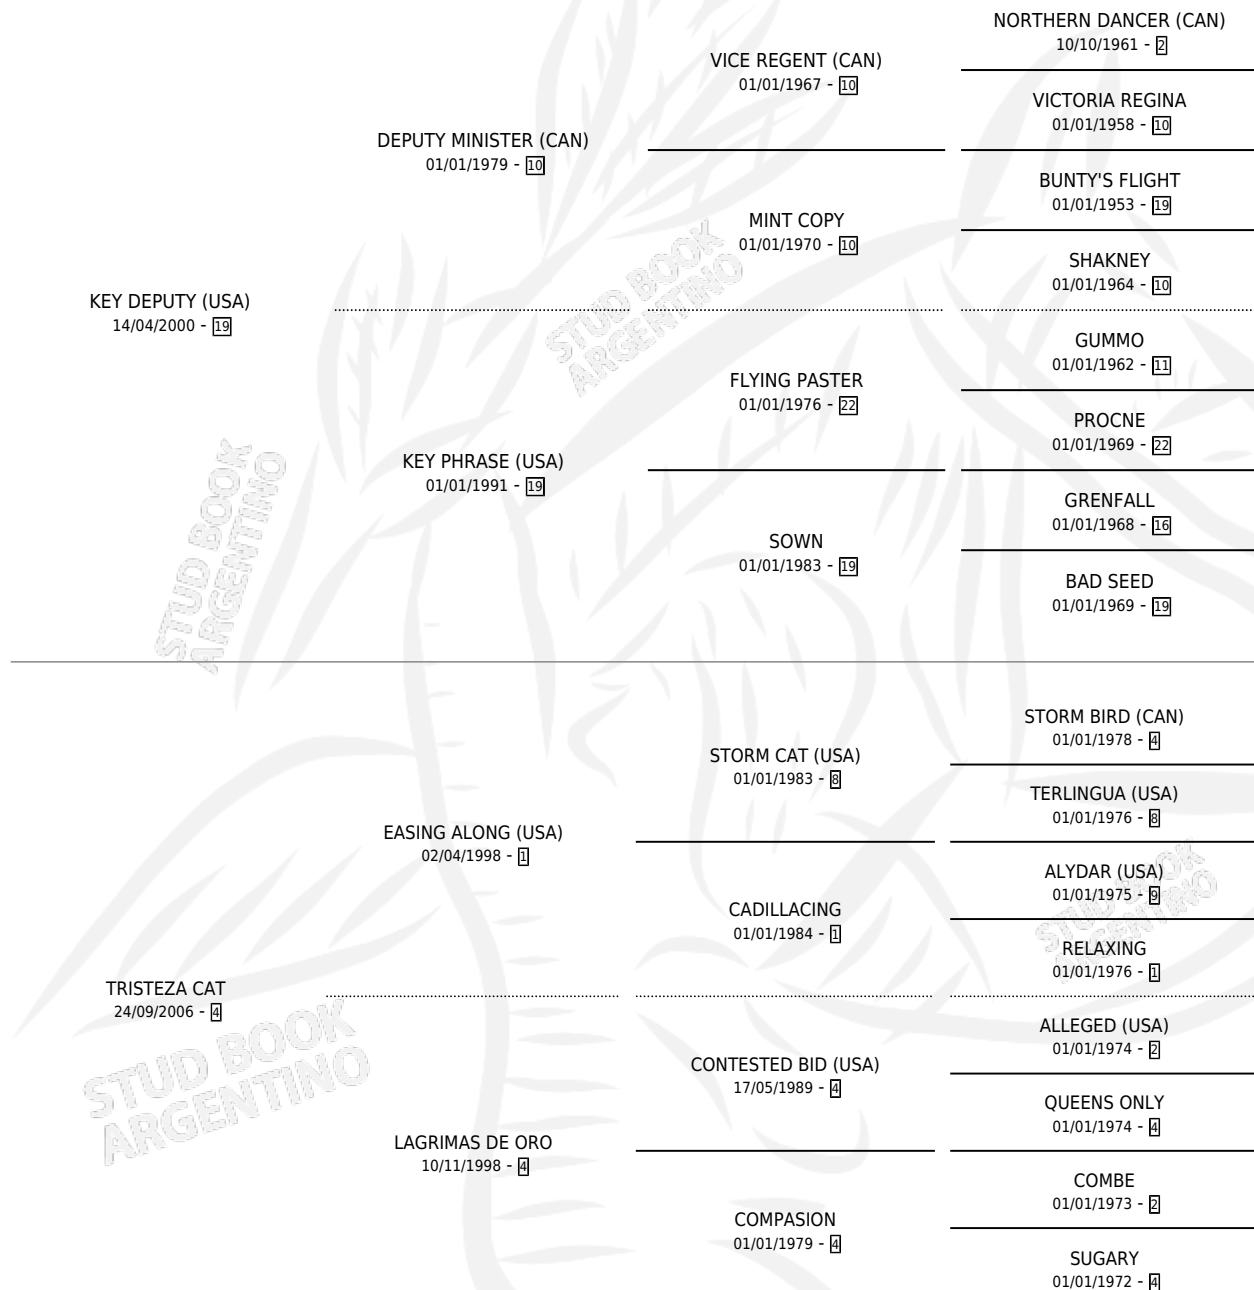 NORTHERN DANCER (CAN)
10/10/1961 - 2
VICE REGENT (CAN)
01/01/1967 - 10
VICTORIA REGINA
01/01/1958 - 10
DEPUTY MINISTER (CAN)
01/01/1979 - 10
BUNTY'S FLIGHT
01/01/1953 - 19
MINT COPY
01/01/1970 - 10
SHAKNEY
01/01/1964 - 10
KEY DEPUTY (USA)
14/04/2000 - 19
GUMMO
01/01/1962 - 11
FLYING PASTER
01/01/1976 - 22
PROCNE
01/01/1969 - 22
KEY PHRASE (USA)
01/01/1991 - 19
GRENFALL
01/01/1968 - 16
SOWN
01/01/1983 - 19
BAD SEED
01/01/1969 - 19
STORM BIRD (CAN)
01/01/1978 - 4
STORM CAT (USA)
01/01/1983 - 8
TERLINGUA (USA)
01/01/1976 - 8
EASING ALONG (USA)
02/04/1998 - 1
ALYDAR (USA)
01/01/1975 - 9
CADILLACING
01/01/1984 - 1
RELAXING
01/01/1976 - 1
TRISTEZA CAT
24/09/2006 - 4
ALLEGED (USA)
01/01/1974 - 2
CONTESTED BID (USA)
17/05/1989 - 4
QUEENS ONLY
01/01/1974 - 4
LAGRIMAS DE ORO
10/11/1998 - 4
COMBE
01/01/1973 - 2
COMPASION
01/01/1979 - 4
SUGARY
01/01/1972 - 4
STUD BOOK
ARGENTINO
STUD BOOK
ARGENTINO
STUD BOOK
ARGENTINO
STUD BOOK
ARGENTINO